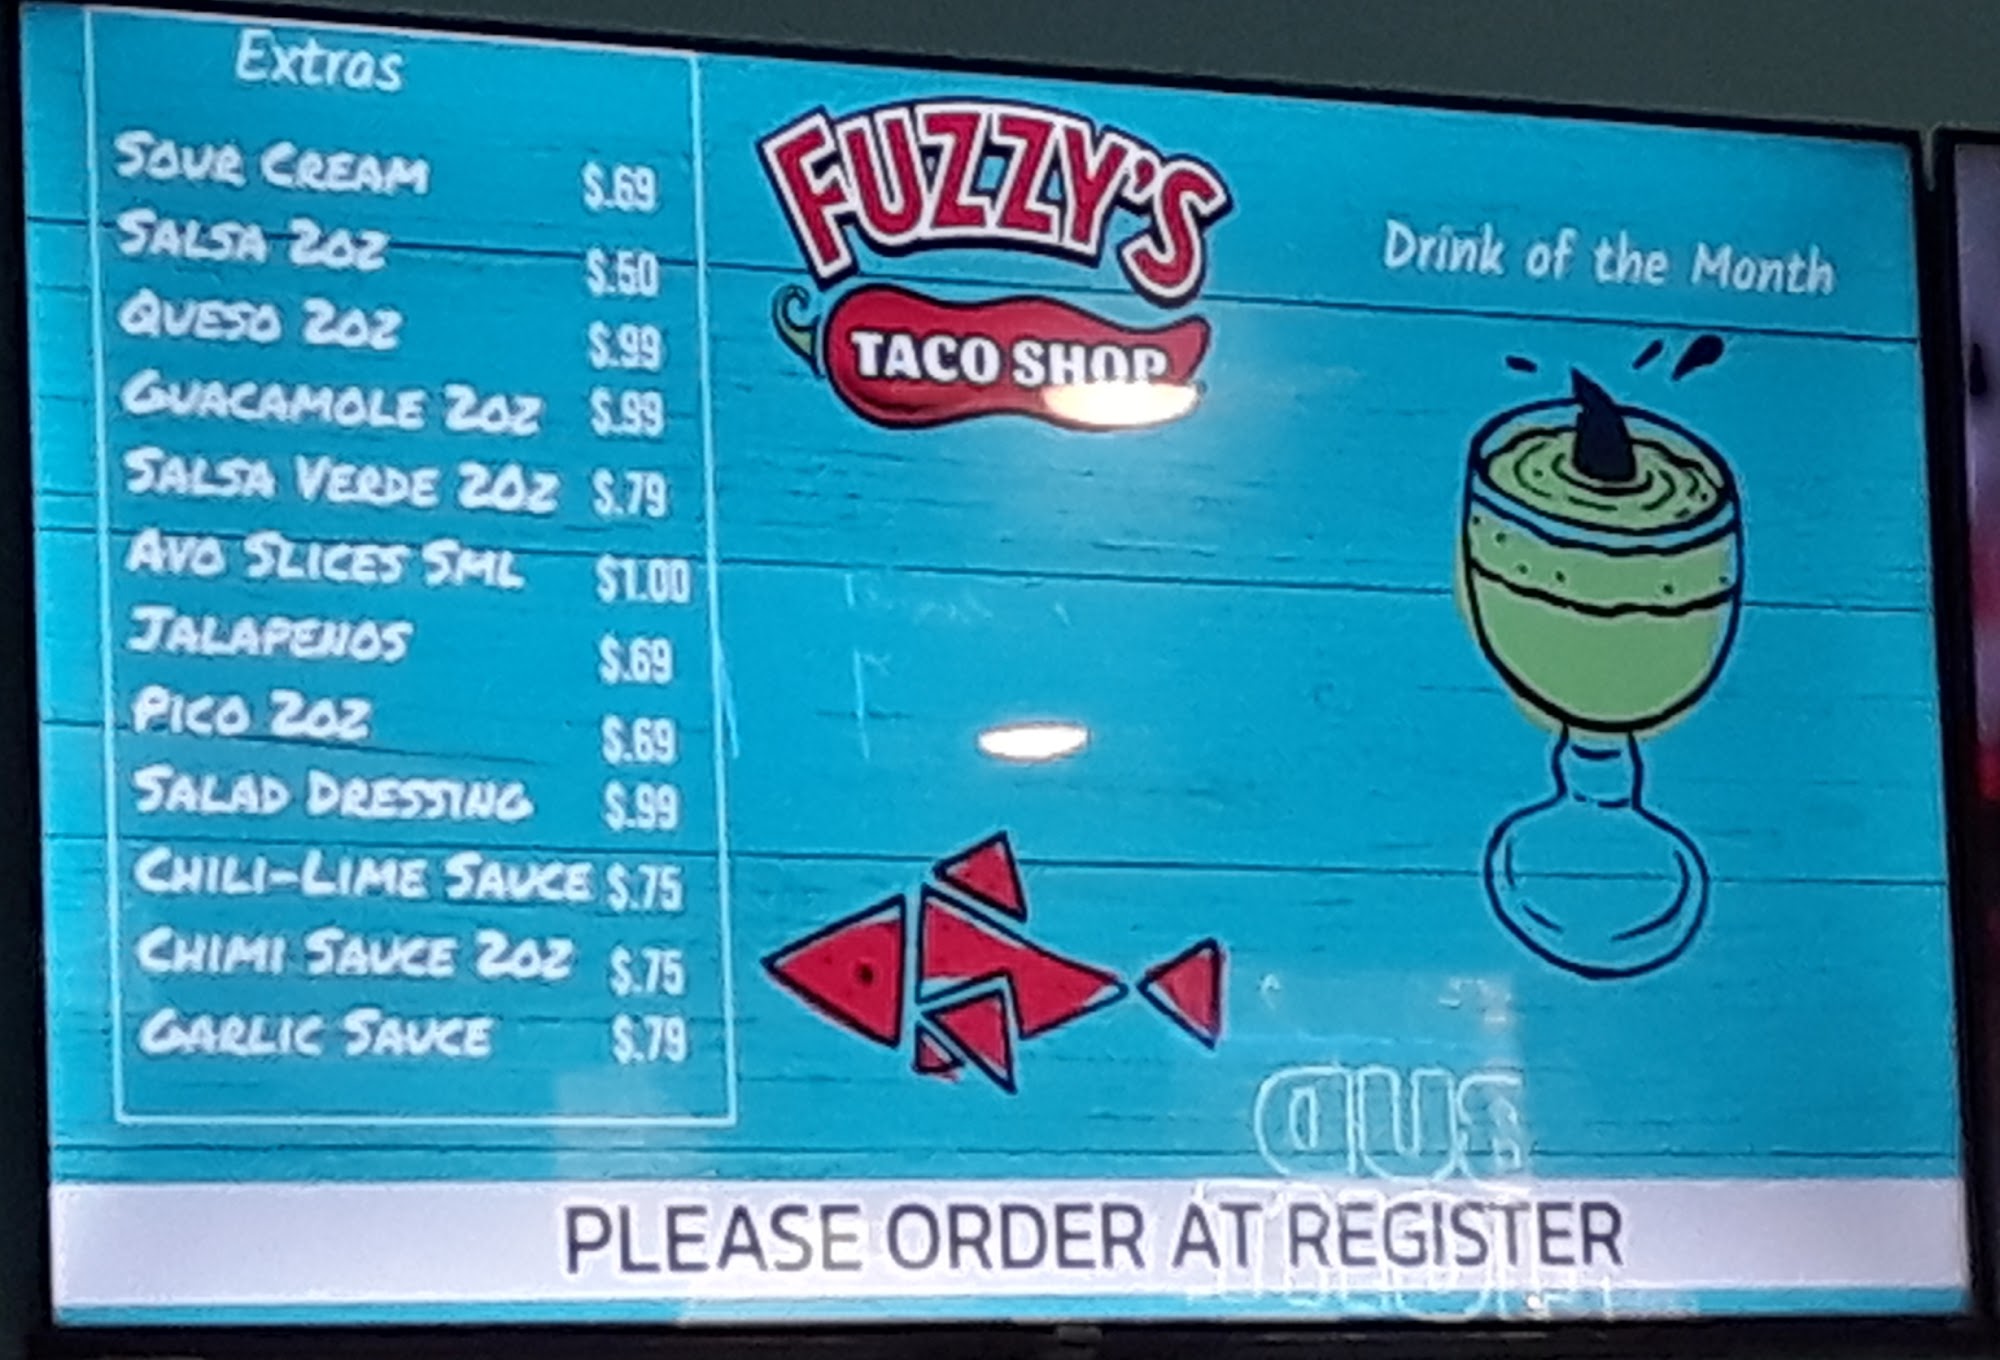 Extras
SOUR CREAM $.69
SALSA 2OZ $.50
QUESO 2OZ $.99
GUACAMOLE 2OZ $.99
SALSA VERDE 2OZ $.79
AVO SLICES SML $1.00
JALAPENOS $.69
PICO 2OZ $.69
SALAD DRESSING $.99
CHILI-LIME SAUCE $.75
CHIMI SAUCE 2OZ $.75
GARLIC SAUCE $.79
FUZZY'S
TACO SHOP
Drink of the Month
PLEASE ORDER AT REGISTER